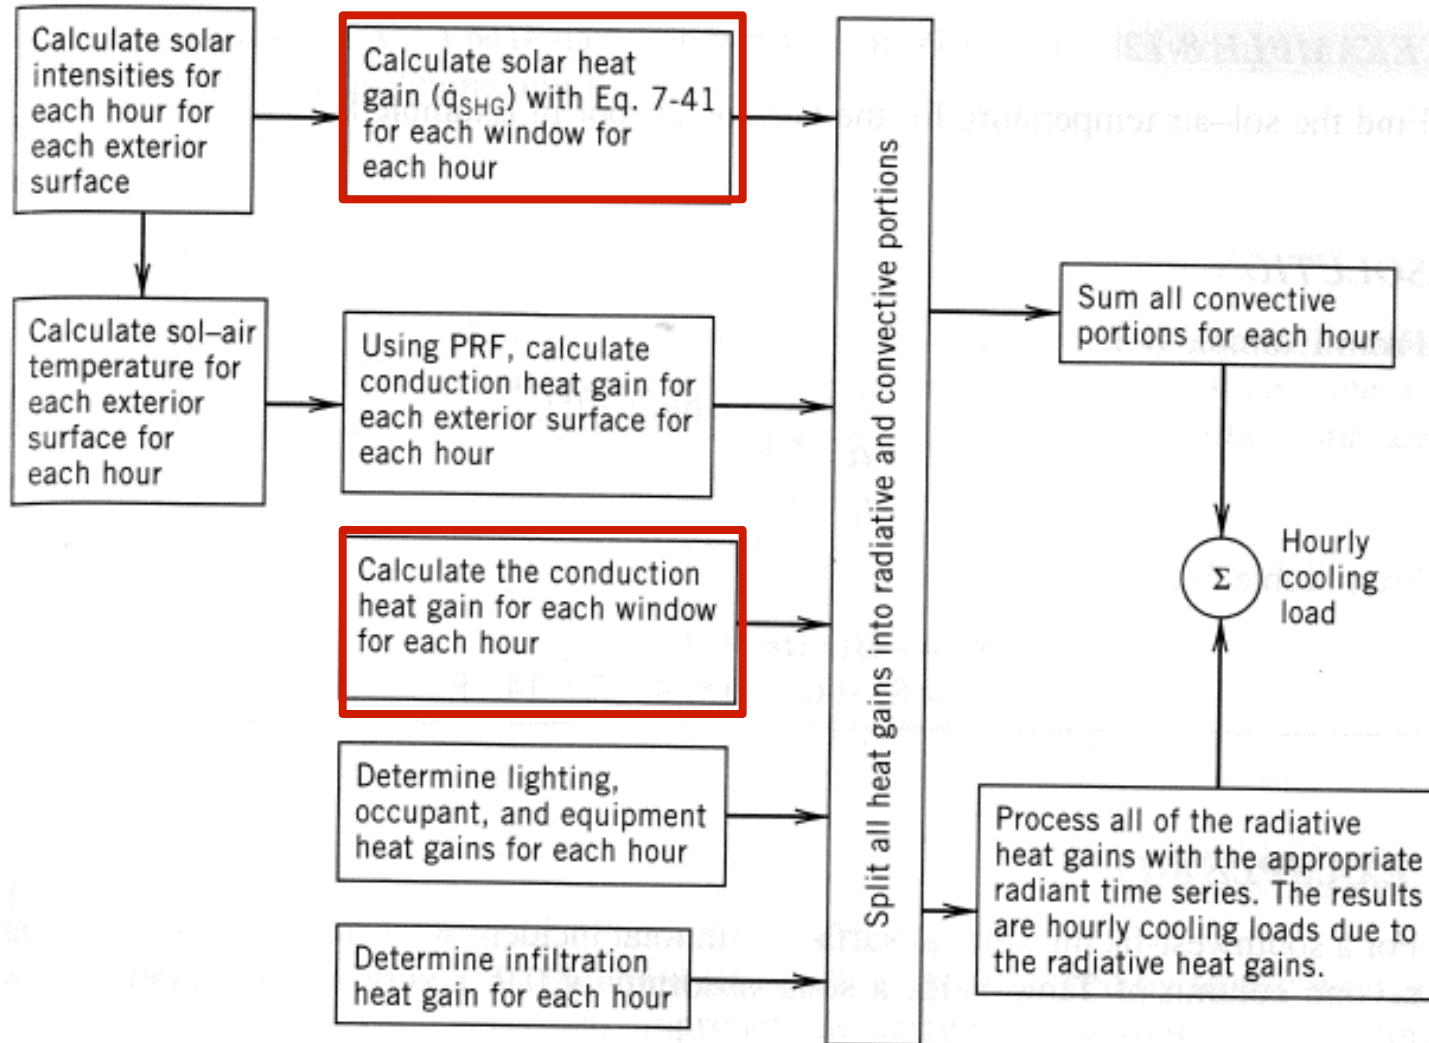 Calculate solar
intensities for
each hour for
each exterior
surface
Calculate solar heat
gain (q̇SHG) with Eq. 7-41
for each window for
each hour
Calculate sol–air
temperature for
each exterior
surface for
each hour
Using PRF, calculate
conduction heat gain for
each exterior surface for
each hour
Calculate the conduction
heat gain for each window
for each hour
Determine lighting,
occupant, and equipment
heat gains for each hour
Determine infiltration
heat gain for each hour
Split all heat gains into radiative and convective portions
Sum all convective
portions for each hour
Σ
Hourly
cooling
load
Process all of the radiative
heat gains with the appropriate
radiant time series. The results
are hourly cooling loads due to
the radiative heat gains.